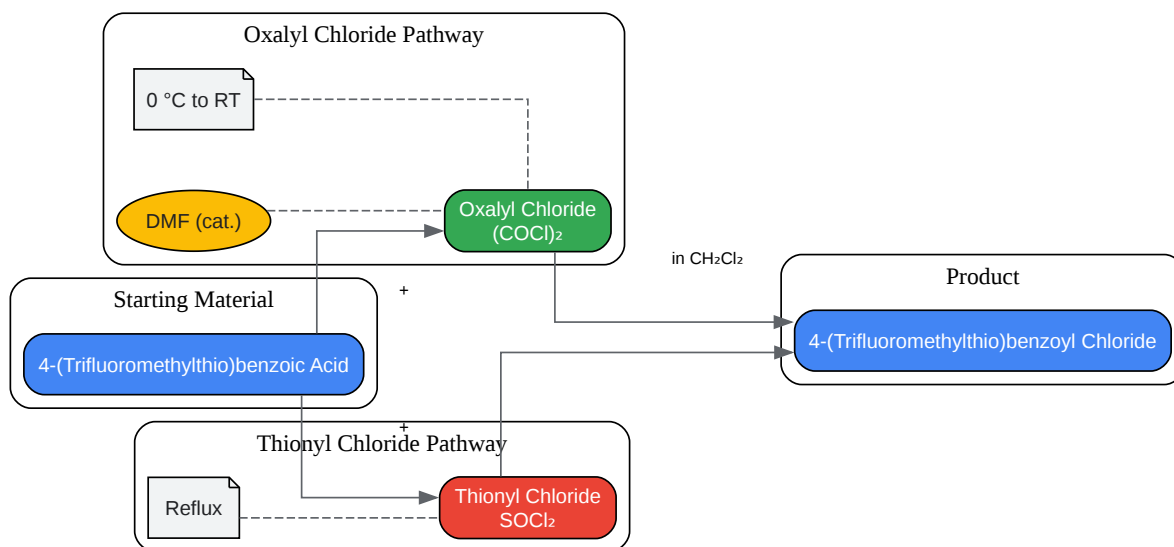 Oxalyl Chloride Pathway
0 °C to RT
DMF (cat.)
Oxalyl Chloride
(COCl)₂
in CH₂Cl₂
Starting Material
+
4-(Trifluoromethylthio)benzoic Acid
Product
4-(Trifluoromethylthio)benzoyl Chloride
+
Thionyl Chloride Pathway
Reflux
Thionyl Chloride
SOCl₂